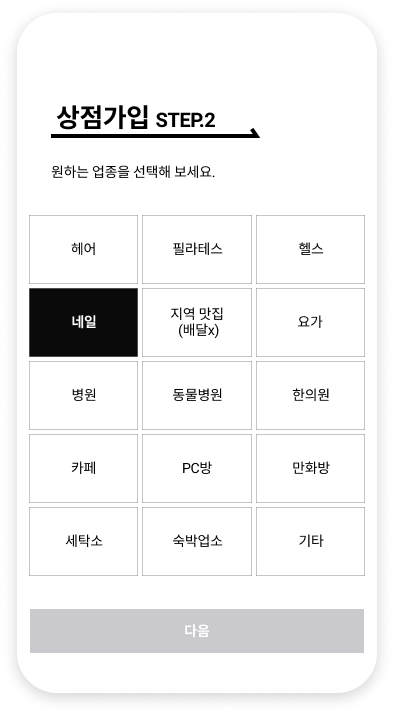 상점가입 STEP.2
원하는 업종을 선택해 보세요.
헤어
필라테스
헬스
네일
지역 맛집
(배달x)
요가
병원
동물병원
한의원
카페
PC방
만화방
세탁소
숙박업소
기타
다음